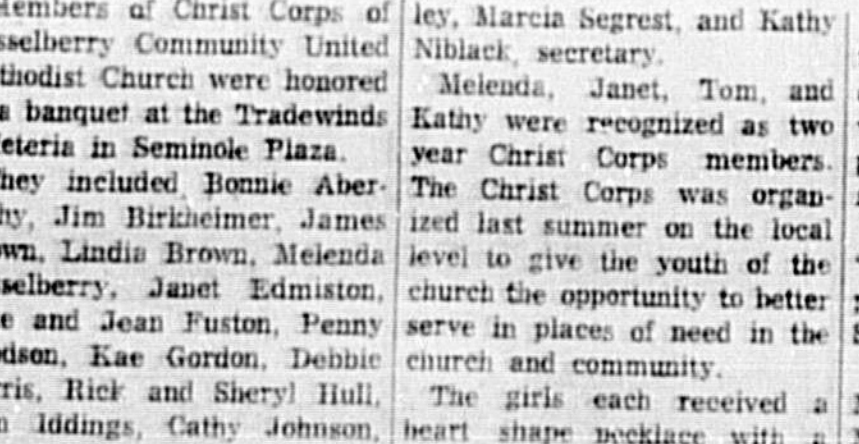 Members of Christ Corps of
sselberry Community United
thodist Church were honored
a banquet at the Tradewinds
eteria in Seminole Plaza.
hey included Bonnie Aber-
hy, Jim Birkheimer, James
wn, Lindia Brown, Melenda
selberry, Janet Edmiston,
e and Jean Fuston, Penny
dson, Kae Gordon, Debbie
rris, Rick and Sheryl Hull,
Iddings, Cathy Johnson,
ley, Marcia Segrest, and Kathy
Niblack, secretary.
Melenda, Janet, Tom, and
Kathy were recognized as two
year Christ Corps members.
The Christ Corps was organ-
ized last summer on the local
level to give the youth of the
church the opportunity to better
serve in places of need in the
church and community.
The girls each received a
heart shape necklace with a